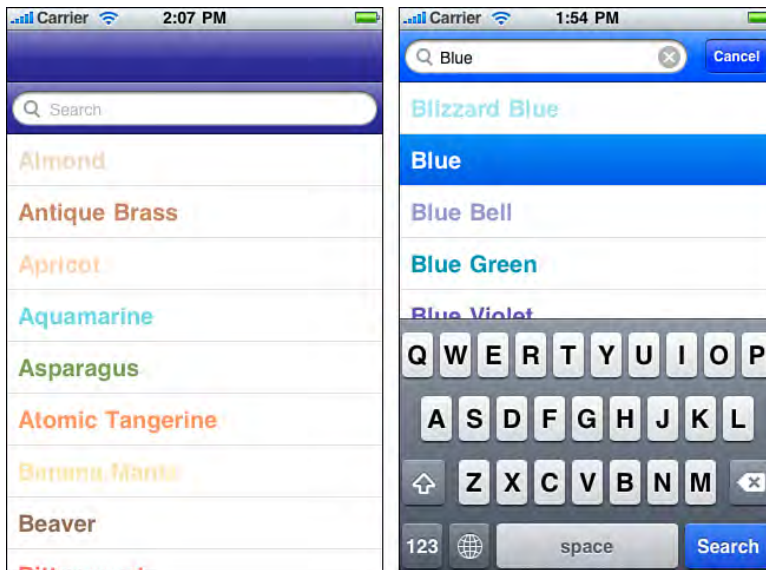 Carrier 2:07 PM
Search
Almond
Antique Brass
Apricot
Aquamarine
Asparagus
Atomic Tangerine
Banana Mania
Beaver
Carrier 1:54 PM
Blue Cancel
Blizzard Blue
Blue
Blue Bell
Blue Green
Blue Violet
Q W E R T Y U I O P
A S D F G H J K L
Z X C V B N M
123 space Search